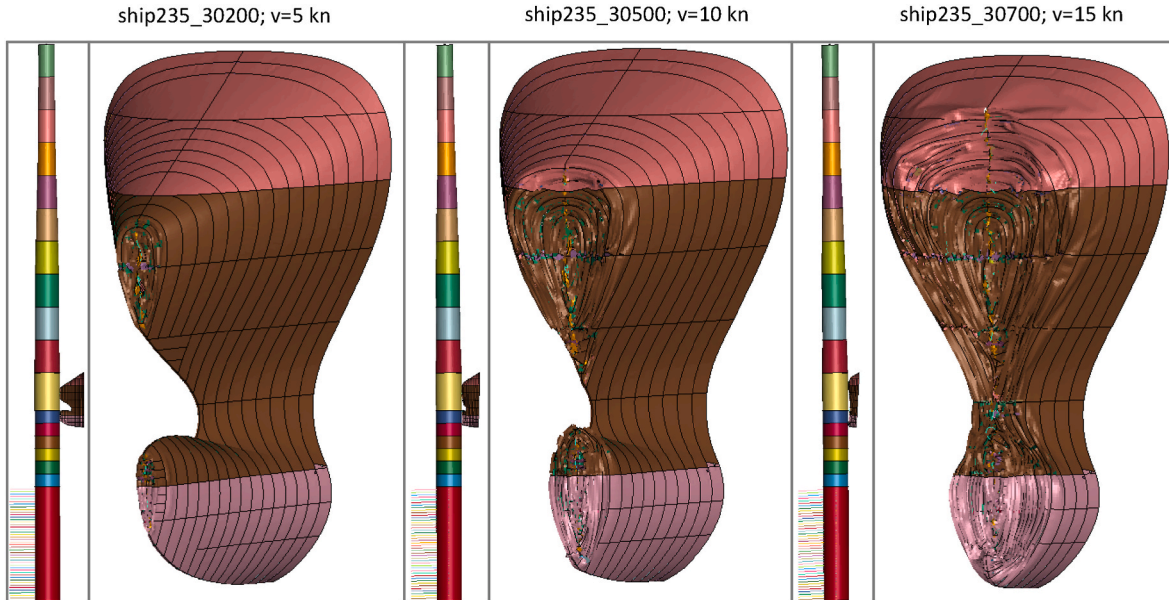 ship235_30200; v=5 kn
ship235_30500; v=10 kn
ship235_30700; v=15 kn